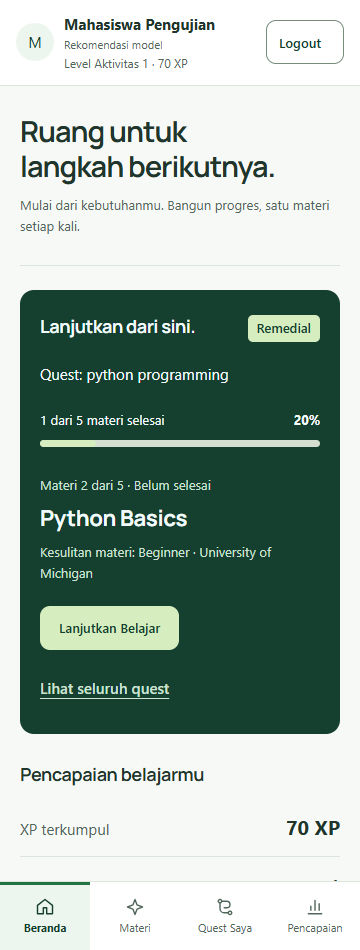 M
Mahasiswa Pengujian
Rekomendasi model
Level Aktivitas 1 · 70 XP
Logout
Ruang untuk
langkah berikutnya.
Mulai dari kebutuhanmu. Bangun progres, satu materi
setiap kali.
Lanjutkan dari sini.
Remedial
Quest: python programming
1 dari 5 materi selesai
20%
Materi 2 dari 5 · Belum selesai
Python Basics
Kesulitan materi: Beginner · University of
Michigan
Lanjutkan Belajar
Lihat seluruh quest
Pencapaian belajarmu
XP terkumpul
70 XP
Beranda
Materi
Quest Saya
Pencapaian